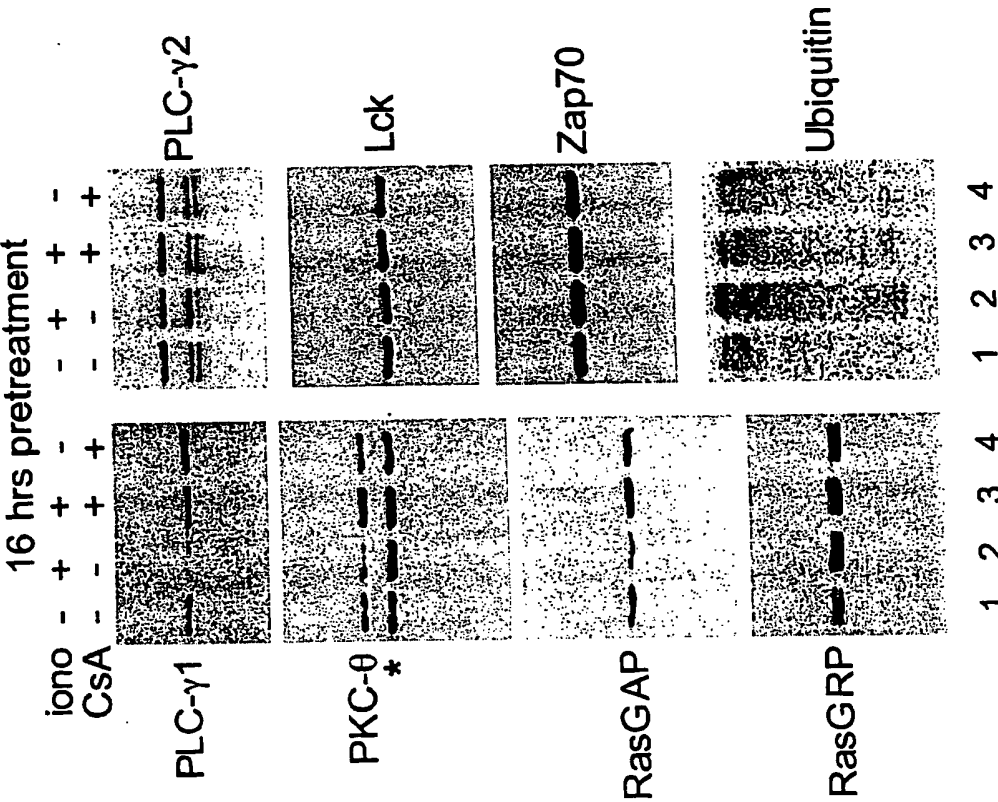 16 hrs pretreatment
iono - + + - - + + -
CsA - - + + - - + +
PLC-γ1
PLC-γ2
PKC-θ
*
Lck
RasGAP
Zap70
RasGRP
Ubiquitin
1 2 3 4 1 2 3 4